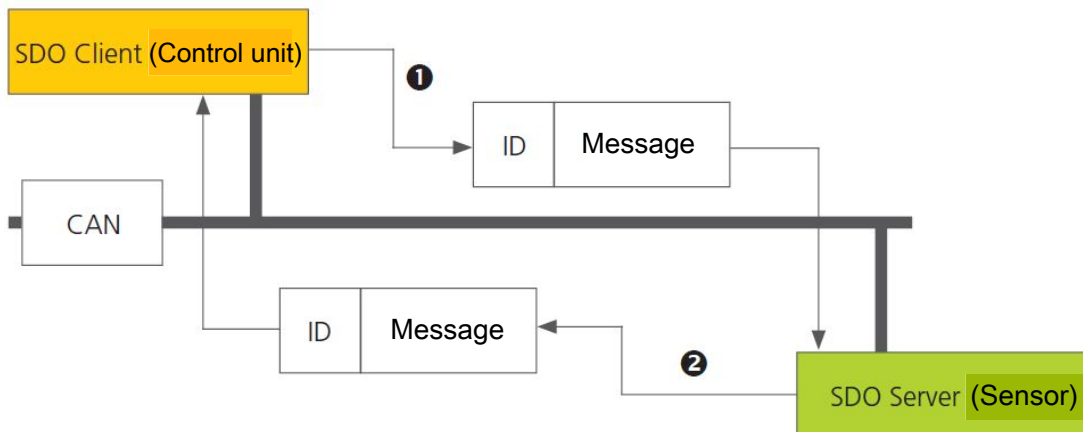 SDO Client (Control unit)
❶
ID Message
CAN
ID Message
❷
SDO Server (Sensor)